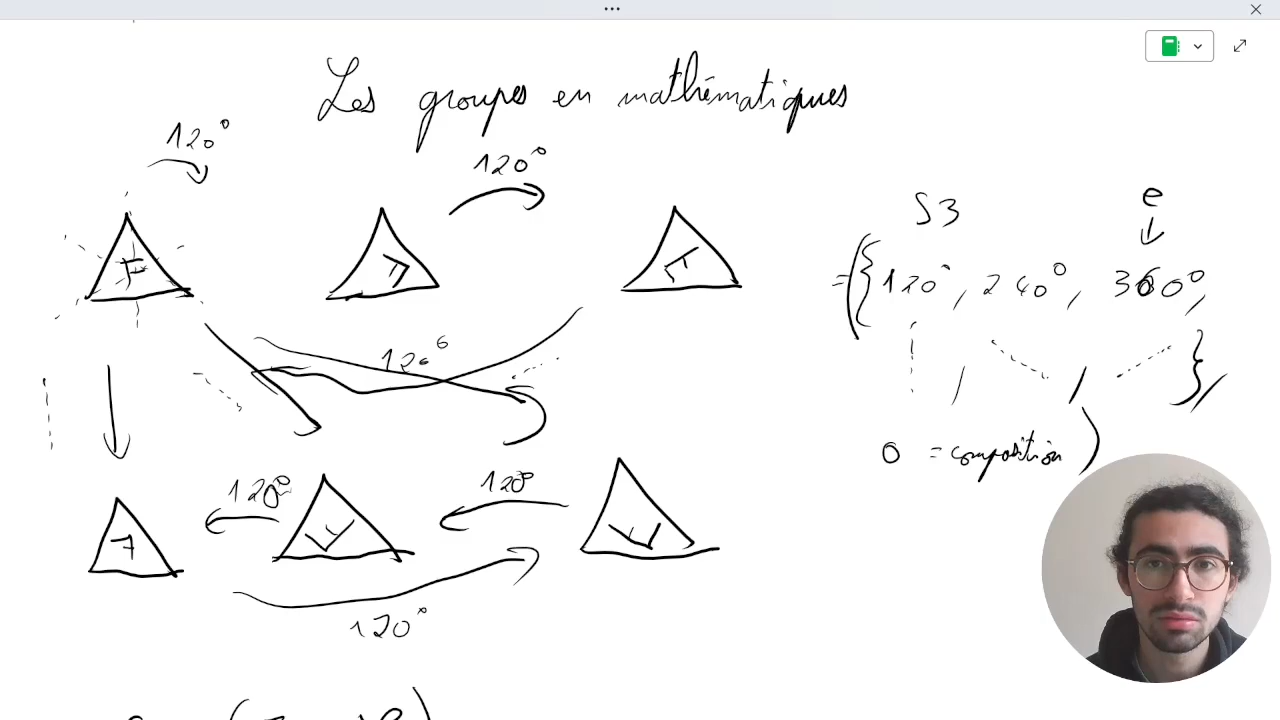 Les groupes en mathématiques
120°
120°
S3
e
F
F
F
= ({120°, 240°, 360°,
120°
},
o = composition)
120°
120°
F
F
F
120°